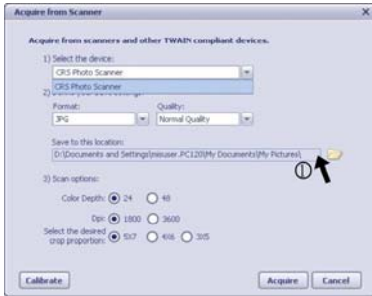 Acquire from Scanner
Acquire from scanners and other TWAIN compliant devices.
1) Select the device:
CRS Photo Scanner
CRS Photo Scanner
2)
Format: Quality:
JPG Normal Quality
Save to this location:
D:\Documents and Settings\nisuser.PC120\My Documents\My Pictures\
①
3) Scan options:
Color Depth: 24 48
Dpi: 1800 3600
Select the desired crop proportion: 5X7 4X6 3X5
Calibrate Acquire Cancel